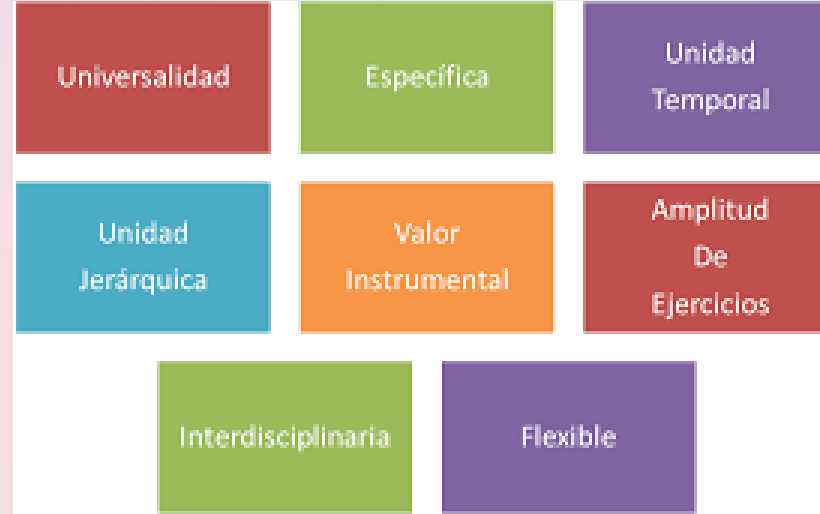 Universalidad
Específica
Unidad
Temporal
Unidad
Jerárquica
Valor
Instrumental
Amplitud
De
Ejercicios
Interdisciplinaria
Flexible